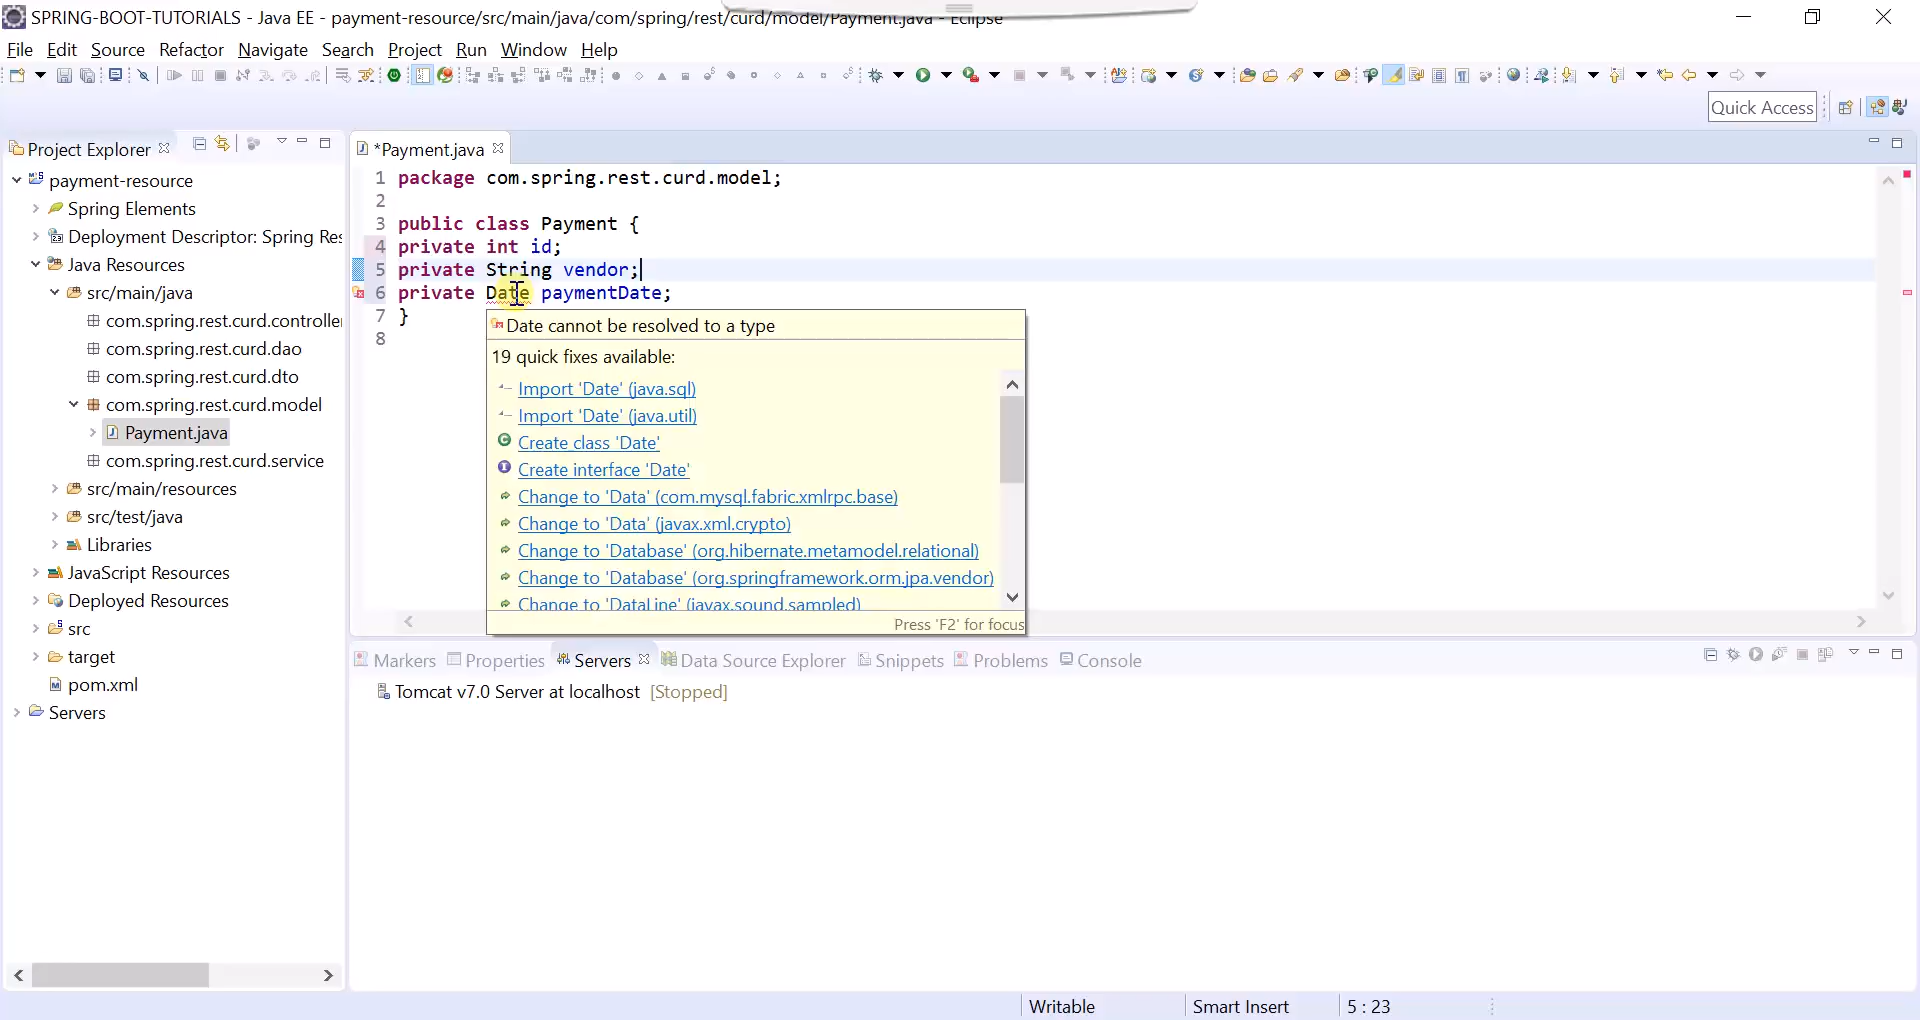 SPRING-BOOT-TUTORIALS - Java EE - payment-resource/src/main/java/com/spring/rest/curd/model/Payment.java - Eclipse
File Edit Source Refactor Navigate Search Project Run Window Help
Quick Access
Project Explorer
payment-resource
Spring Elements
Deployment Descriptor: Spring Res
Java Resources
src/main/java
com.spring.rest.curd.controlle
com.spring.rest.curd.dao
com.spring.rest.curd.dto
com.spring.rest.curd.model
Payment.java
com.spring.rest.curd.service
src/main/resources
src/test/java
Libraries
JavaScript Resources
Deployed Resources
src
target
pom.xml
Servers
*Payment.java
1 package com.spring.rest.curd.model;
2
3 public class Payment {
4 private int id;
5 private String vendor;
6 private Date paymentDate;
7 }
8
Date cannot be resolved to a type
19 quick fixes available:
Import 'Date' (java.sql)
Import 'Date' (java.util)
Create class 'Date'
Create interface 'Date'
Change to 'Data' (com.mysql.fabric.xmlrpc.base)
Change to 'Data' (javax.xml.crypto)
Change to 'Database' (org.hibernate.metamodel.relational)
Change to 'Database' (org.springframework.orm.jpa.vendor)
Change to 'DataLine' (javax.sound.sampled)
Press 'F2' for focus
Markers Properties Servers Data Source Explorer Snippets Problems Console
Tomcat v7.0 Server at localhost [Stopped]
Writable Smart Insert 5 : 23